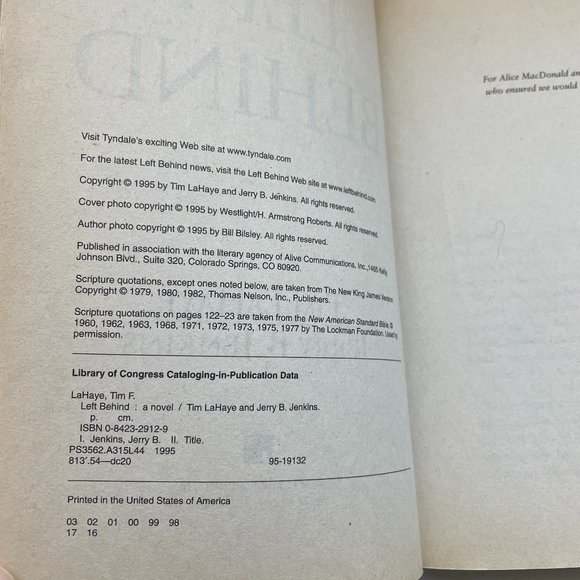 Visit Tyndale's exciting Web site at www.tyndale.com
For the latest Left Behind news, visit the Left Behind Web site at www.leftbehind.com
Copyright © 1995 by Tim LaHaye and Jerry B. Jenkins. All rights reserved.
Cover photo copyright © 1995 by Westlight/H. Armstrong Roberts. All rights reserved.
Author photo copyright © 1995 by Bill Bilsley. All rights reserved.
Published in association with the literary agency of Alive Communications, Inc., 1465 Kelly
Johnson Blvd., Suite 320, Colorado Springs, CO 80920.
Scripture quotations, except ones noted below, are taken from The New King James Version.
Copyright © 1979, 1980, 1982, Thomas Nelson, Inc., Publishers.
Scripture quotations on pages 122–23 are taken from the New American Standard Bible, ©
1960, 1962, 1963, 1968, 1971, 1972, 1973, 1975, 1977 by The Lockman Foundation. Used by
permission.
Library of Congress Cataloging-in-Publication Data
LaHaye, Tim F.
Left Behind : a novel / Tim LaHaye and Jerry B. Jenkins.
p. cm.
ISBN 0-8423-2912-9
I. Jenkins, Jerry B. II. Title.
PS3562.A315L44 1995
813'.54—dc20 95-19132
Printed in the United States of America
03 02 01 00 99 98
17 16
For Alice MacDonald an
who ensured we would